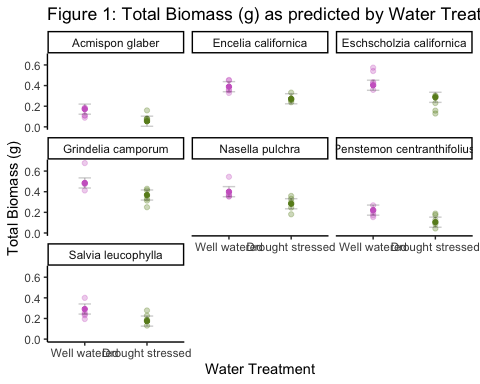 Figure 1: Total Biomass (g) as predicted by Water Treat
Acmispon glaber
Encelia californica
Eschscholzia californica
0.6
0.4
0.2
0.0
Grindelia camporum
Nasella pulchra
Penstemon centranthifolius
0.6
0.4
0.2
0.0
Well watered
Drought stressed
Well watered
Drought stressed
Salvia leucophylla
0.6
0.4
0.2
0.0
Well watered
Drought stressed
Total Biomass (g)
Water Treatment